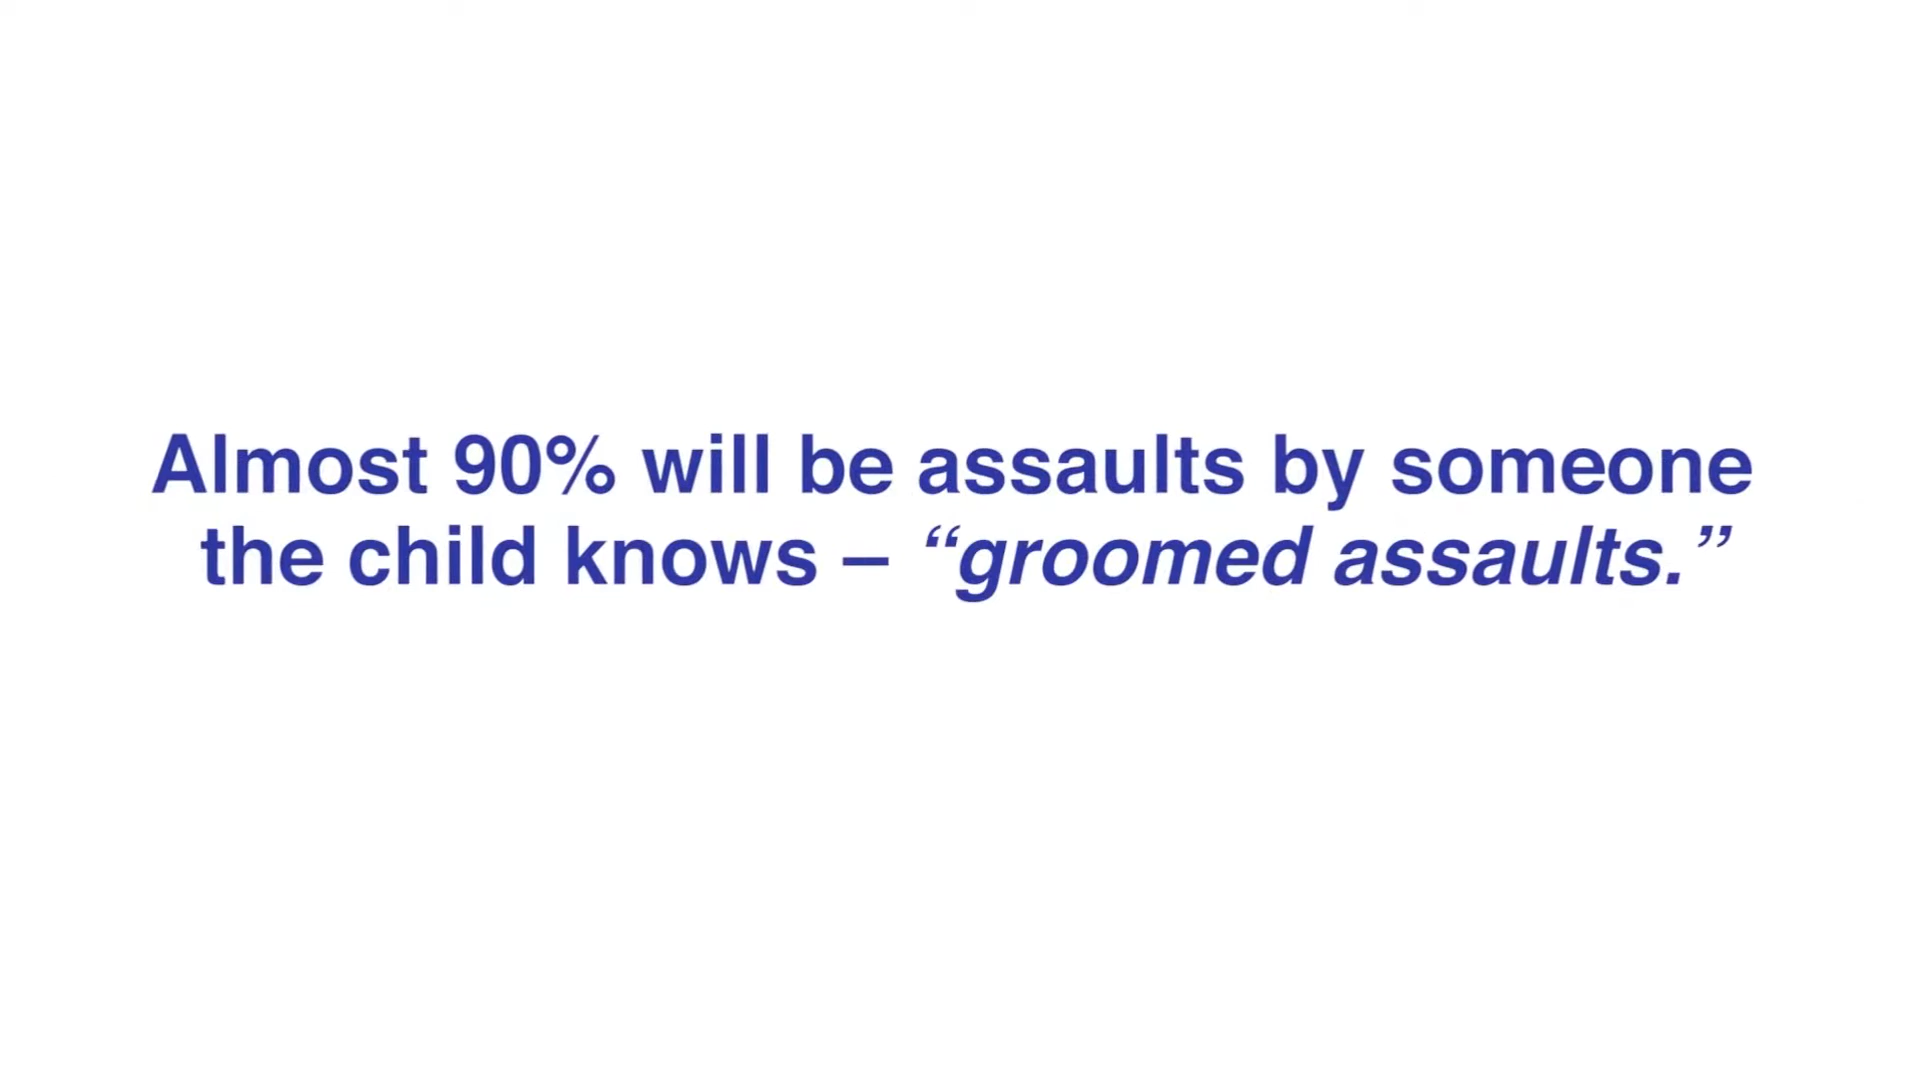 Almost 90% will be assaults by someone
the child knows – “groomed assaults.”